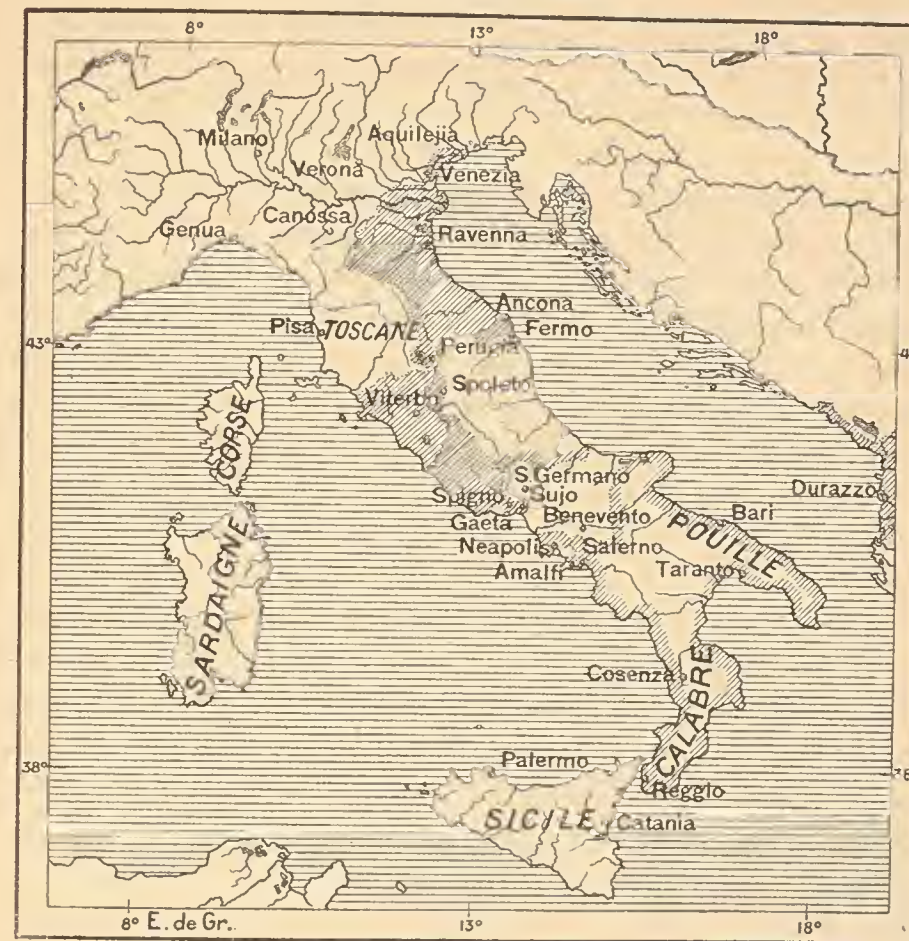 8°
13°
18°
Milano
Aquilejia
Verona
Venezia
Canossa
Genua
Ravenna
Ancona
Pisa
TOSCANE
Fermo
43°
Perugia
Spoleto
Viterbo
CORSE
S. Germano
Durazzo
Spigno
Sujo
Bari
Gaeta
Benevento
POUILLE
Neapolis
Salerno
Amalfi
Taranto
SARDAIGNE
Cosenza
CALABRE
38°
Palermo
Reggio
SICILE
Catania
8°
E. de Gr.
13°
18°